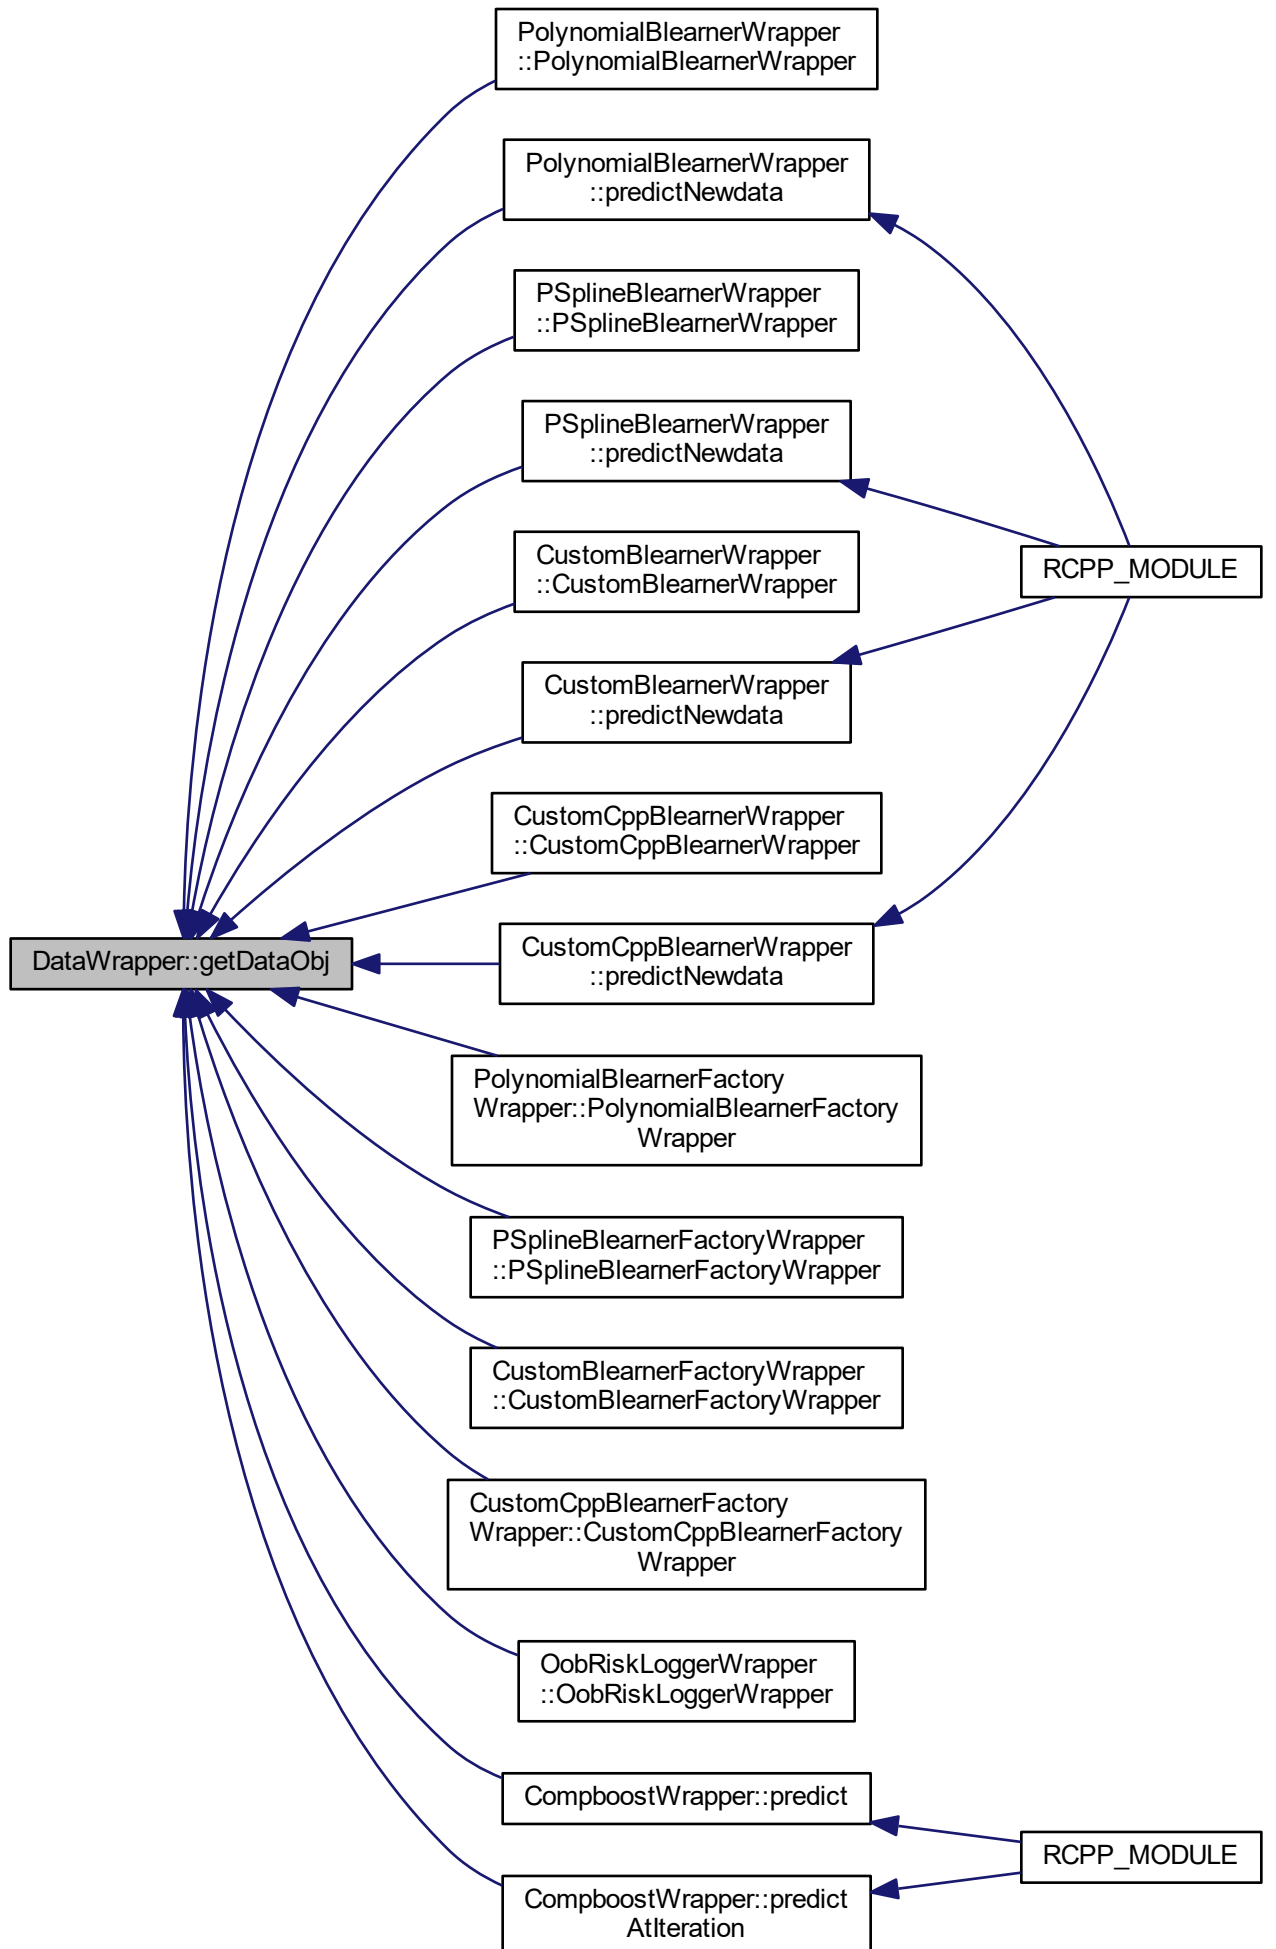 PolynomialBlearnerWrapper
::PolynomialBlearnerWrapper
PolynomialBlearnerWrapper
::predictNewdata
PSplineBlearnerWrapper
::PSplineBlearnerWrapper
PSplineBlearnerWrapper
::predictNewdata
CustomBlearnerWrapper
::CustomBlearnerWrapper
RCPP_MODULE
CustomBlearnerWrapper
::predictNewdata
CustomCppBlearnerWrapper
::CustomCppBlearnerWrapper
DataWrapper::getDataObj
CustomCppBlearnerWrapper
::predictNewdata
PolynomialBlearnerFactory
Wrapper::PolynomialBlearnerFactory
Wrapper
PSplineBlearnerFactoryWrapper
::PSplineBlearnerFactoryWrapper
CustomBlearnerFactoryWrapper
::CustomBlearnerFactoryWrapper
CustomCppBlearnerFactory
Wrapper::CustomCppBlearnerFactory
Wrapper
OobRiskLoggerWrapper
::OobRiskLoggerWrapper
CompboostWrapper::predict
RCPP_MODULE
CompboostWrapper::predict
AtIteration